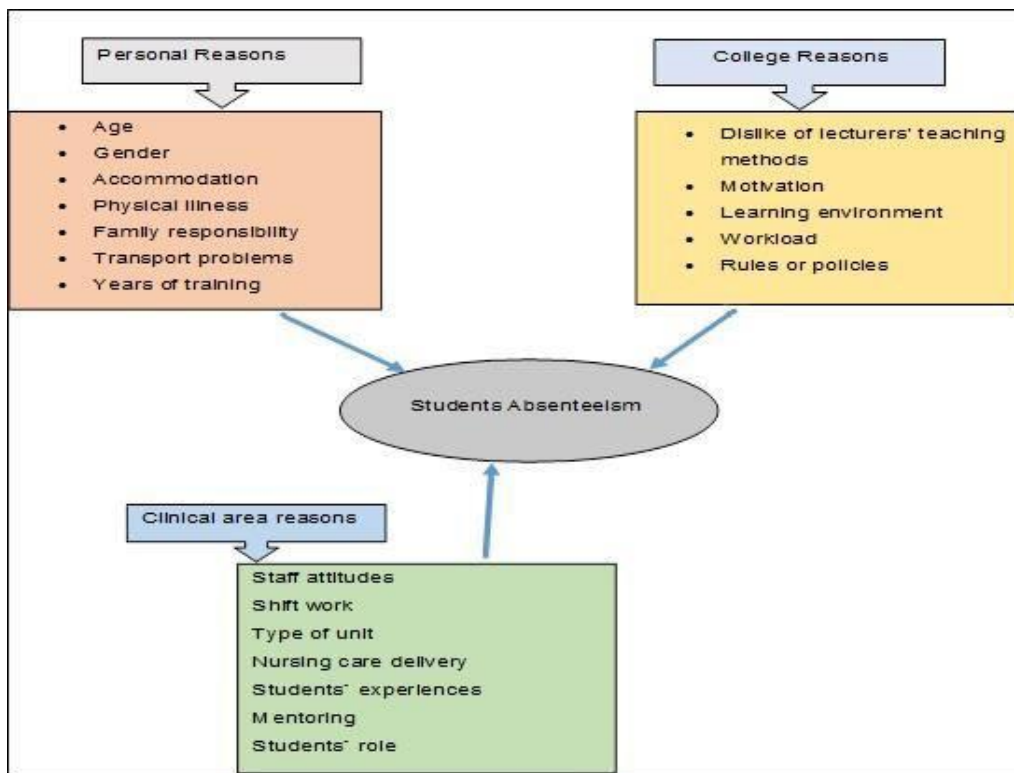 Personal Reasons
• Age
• Gender
• Accommodation
• Physical illness
• Family responsibility
• Transport problems
• Years of training
College Reasons
• Dislike of lecturers' teaching
methods
• Motivation
• Learning environment
• Workload
• Rules or policies
Students Absenteeism
Clinical area reasons
Staff attitudes
Shift work
Type of unit
Nursing care delivery
Students` experiences
Mentoring
Students` role